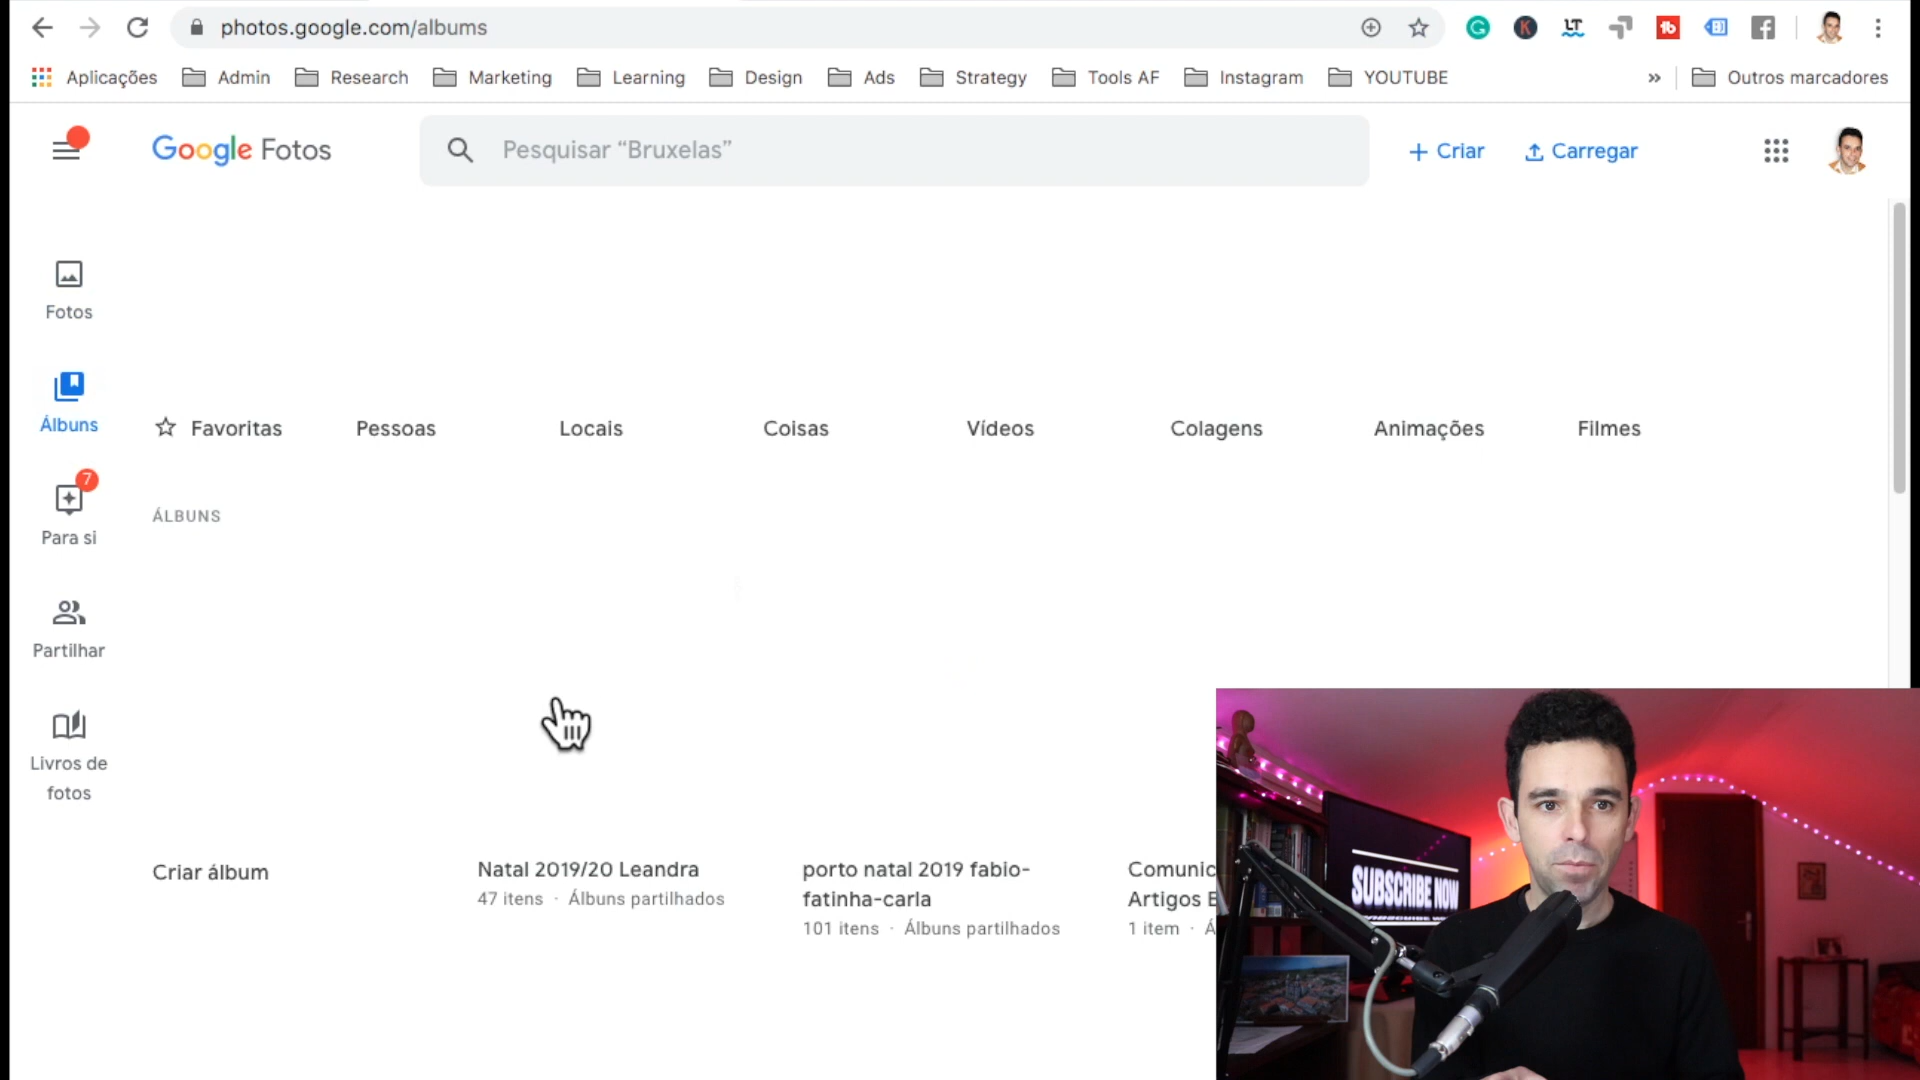 photos.google.com/albums
Aplicações Admin Research Marketing Learning Design Ads Strategy Tools AF Instagram YOUTUBE » Outros marcadores
Google Fotos
Pesquisar “Bruxelas”
+ Criar
Carregar
Fotos
Álbuns
7
Para si
Partilhar
Livros de
fotos
Favoritas Pessoas Locais Coisas Vídeos Colagens Animações Filmes
ÁLBUNS
Criar álbum
Natal 2019/20 Leandra
47 itens · Álbuns partilhados
porto natal 2019 fabio-
fatinha-carla
101 itens · Álbuns partilhados
Comunic
Artigos E
1 item · Á
SUBSCRIBE NOW